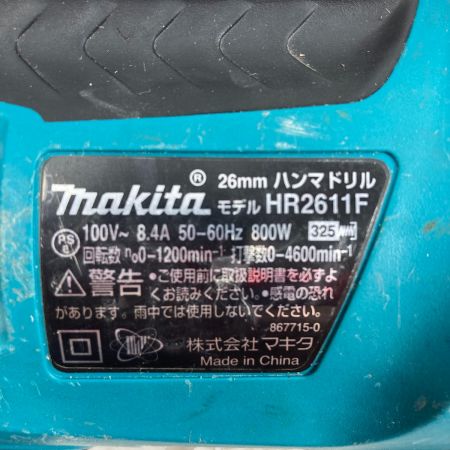 makita® 26mm ハンマドリル
モデル HR2611F
100V~ 8.4A 50-60Hz 800W 325
回転数 n₀0-1200min⁻¹ 打撃数0-4600min⁻¹
警告 •ご使用前に取扱説明書を必ずよ
くお読みください。•感電の恐れ
があります。雨中では使用しないでください。
867715-0
株式会社 マキタ
Made in China